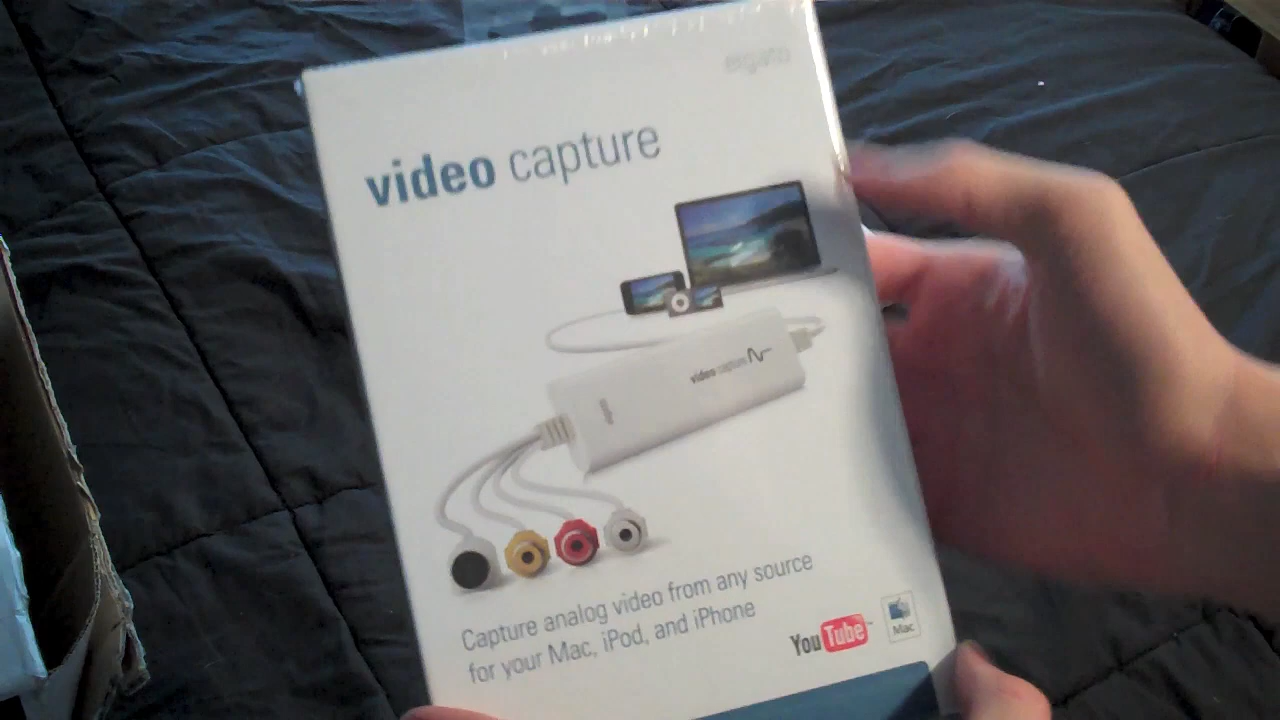 elgato
video capture
video capture
elgato
Capture analog video from any source
for your Mac, iPod, and iPhone
YouTube™
Mac